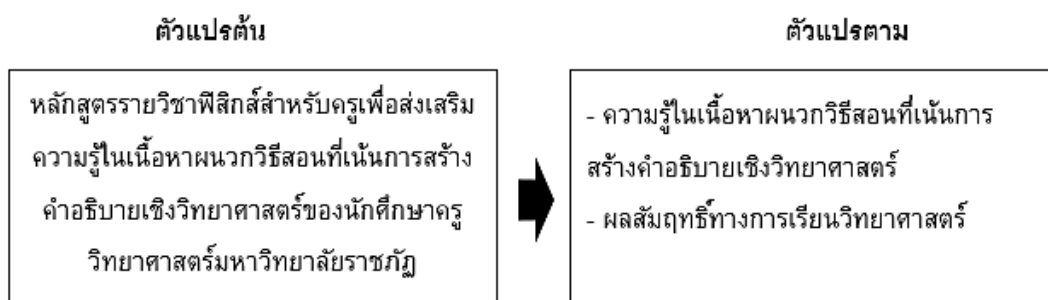 ตัวแปรต้น
หลักสูตรรายวิชาฟิสิกส์สำหรับครูเพื่อส่งเสริม
ความรู้ในเนื้อหาผนวกวิธีสอนที่เน้นการสร้าง
คำอธิบายเชิงวิทยาศาสตร์ของนักศึกษาครู
วิทยาศาสตร์มหาวิทยาลัยราชภัฏ
ตัวแปรตาม
- ความรู้ในเนื้อหาผนวกวิธีสอนที่เน้นการ
สร้างคำอธิบายเชิงวิทยาศาสตร์
- ผลสัมฤทธิ์ทางการเรียนวิทยาศาสตร์